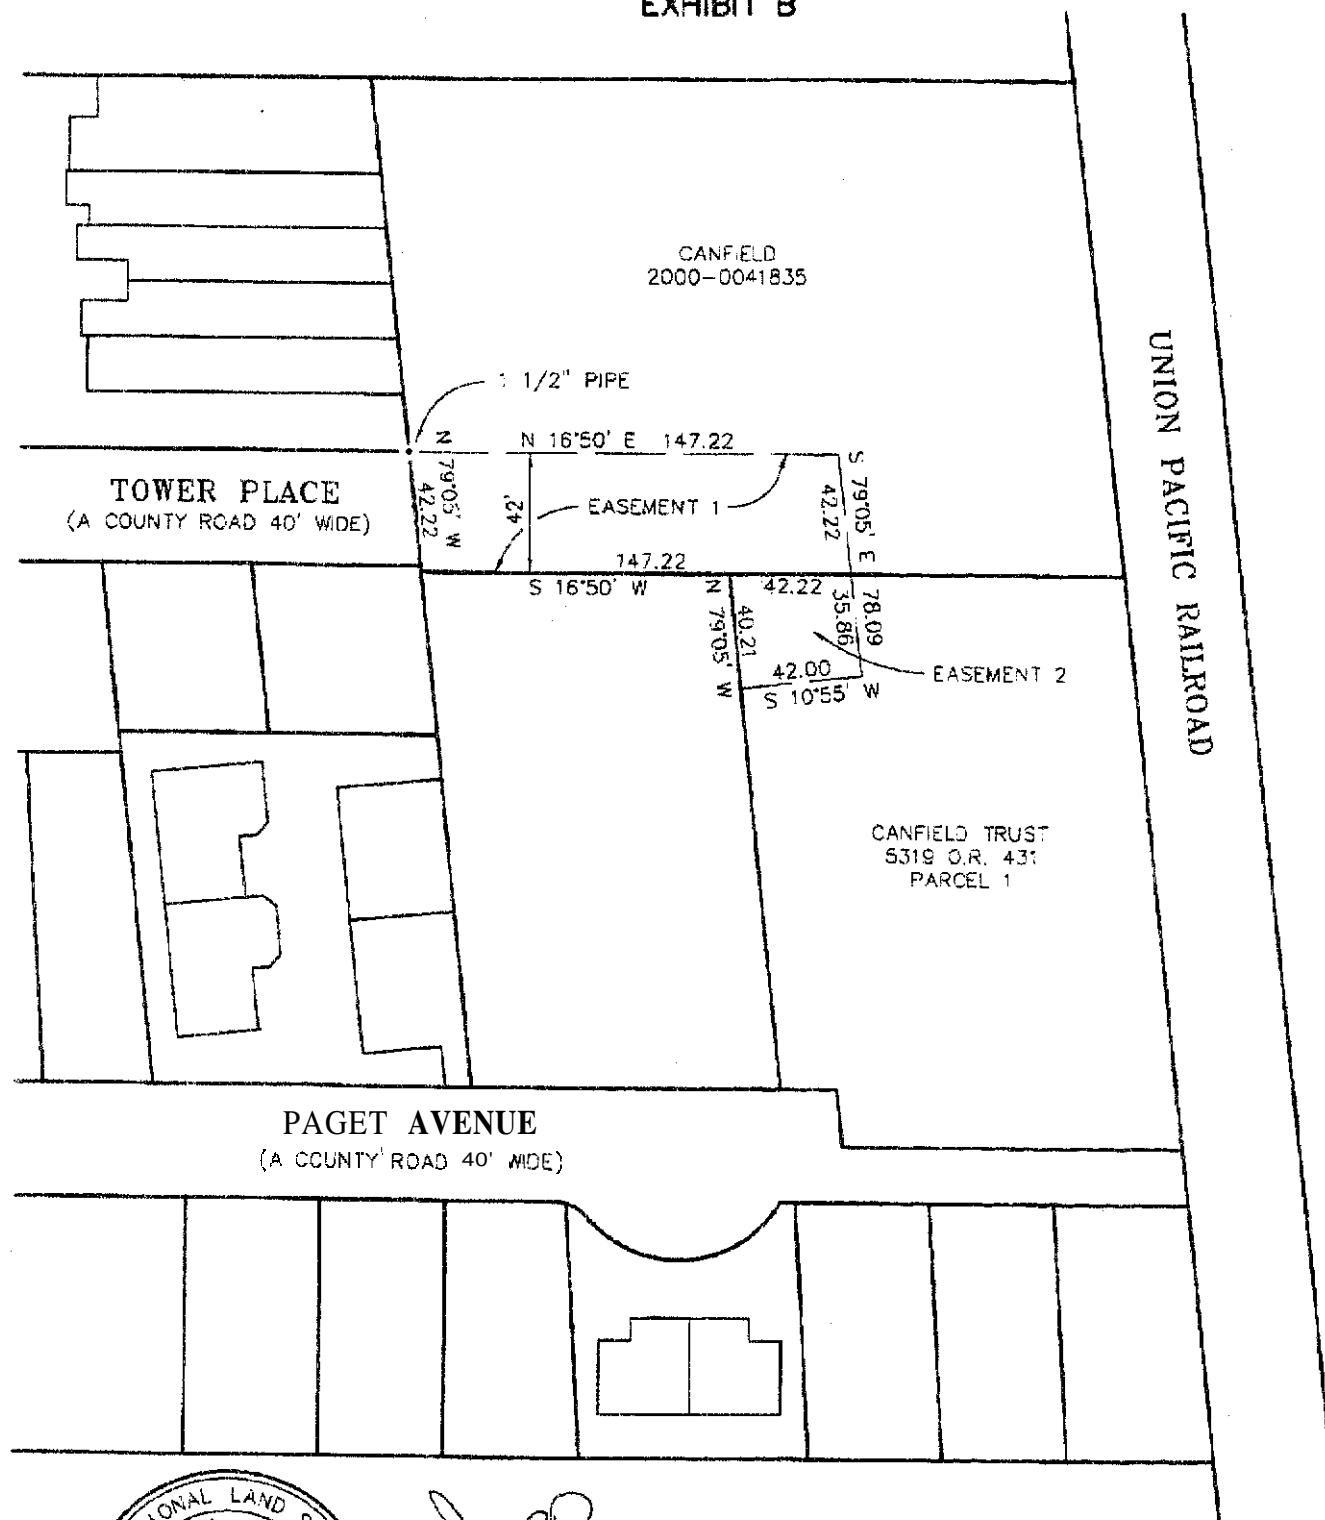 EXHIBIT B
CANFIELD
2000-0041835
1 1/2" PIPE
N 16°50' E 147.22
N 79°05' W
42.22
TOWER PLACE
(A COUNTY ROAD 40' WIDE)
42'
EASEMENT 1
S 79°05' E
42.22
147.22
S 16°50' W
42.22
N 79°05' W
40.21
35.86
78.09
42.00
S 10°55' W
EASEMENT 2
UNION PACIFIC RAILROAD
CANFIELD TRUST
5319 O.R. 431
PARCEL 1
PAGET AVENUE
(A COUNTY ROAD 40' WIDE)
ONAL LAND